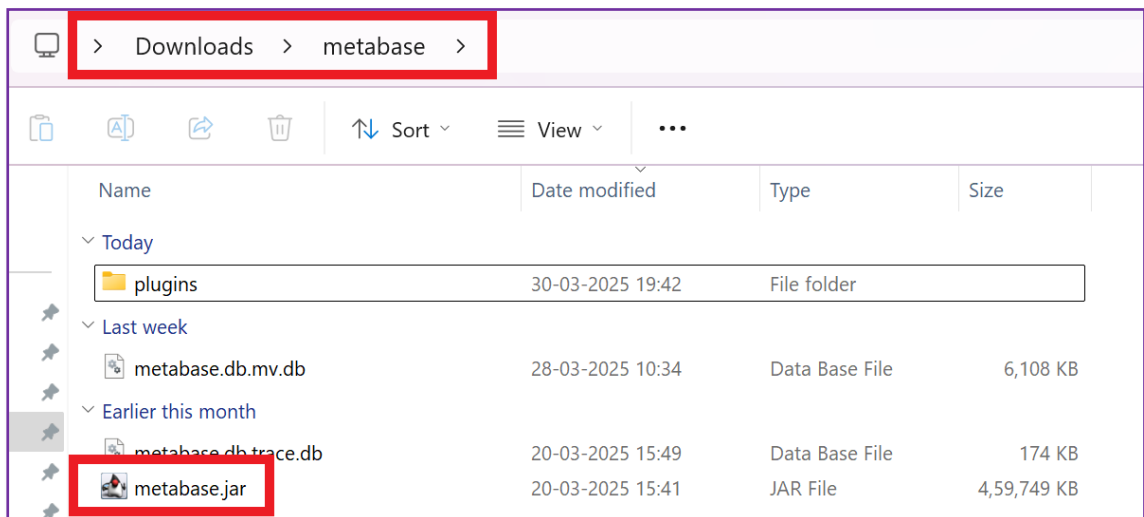 > Downloads > metabase >
Sort View •••
Name Date modified Type Size
Today
plugins 30-03-2025 19:42 File folder
Last week
metabase.db.mv.db 28-03-2025 10:34 Data Base File 6,108 KB
Earlier this month
metabase.db.trace.db 20-03-2025 15:49 Data Base File 174 KB
metabase.jar 20-03-2025 15:41 JAR File 4,59,749 KB